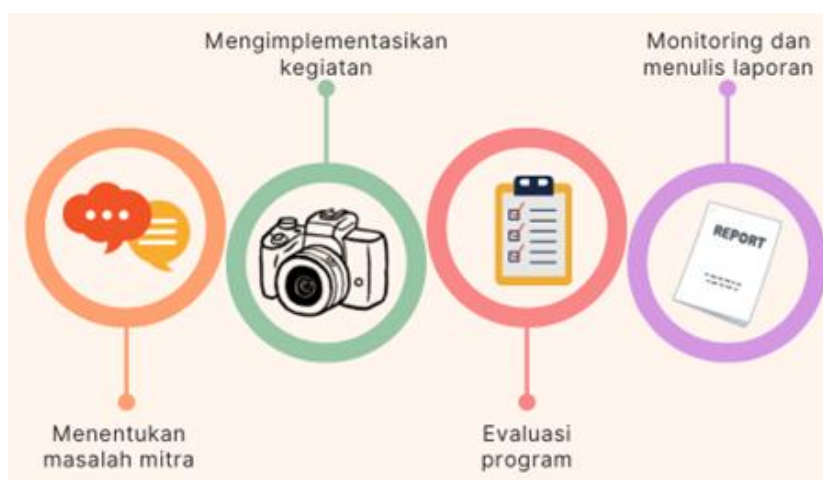 Mengimplementasikan
kegiatan
Monitoring dan
menulis laporan
REPORT
Menentukan
masalah mitra
Evaluasi
program